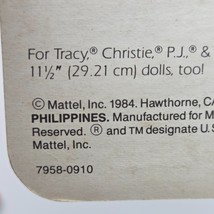 For Tracy,® Christie,® P.J.,® &
11½" (29.21 cm) dolls, tool
© Mattel, Inc. 1984. Hawthorne, CA
PHILIPPINES. Manufactured for M
Reserved. ® and ™ designate U.S
Mattel, Inc.
7958-0910